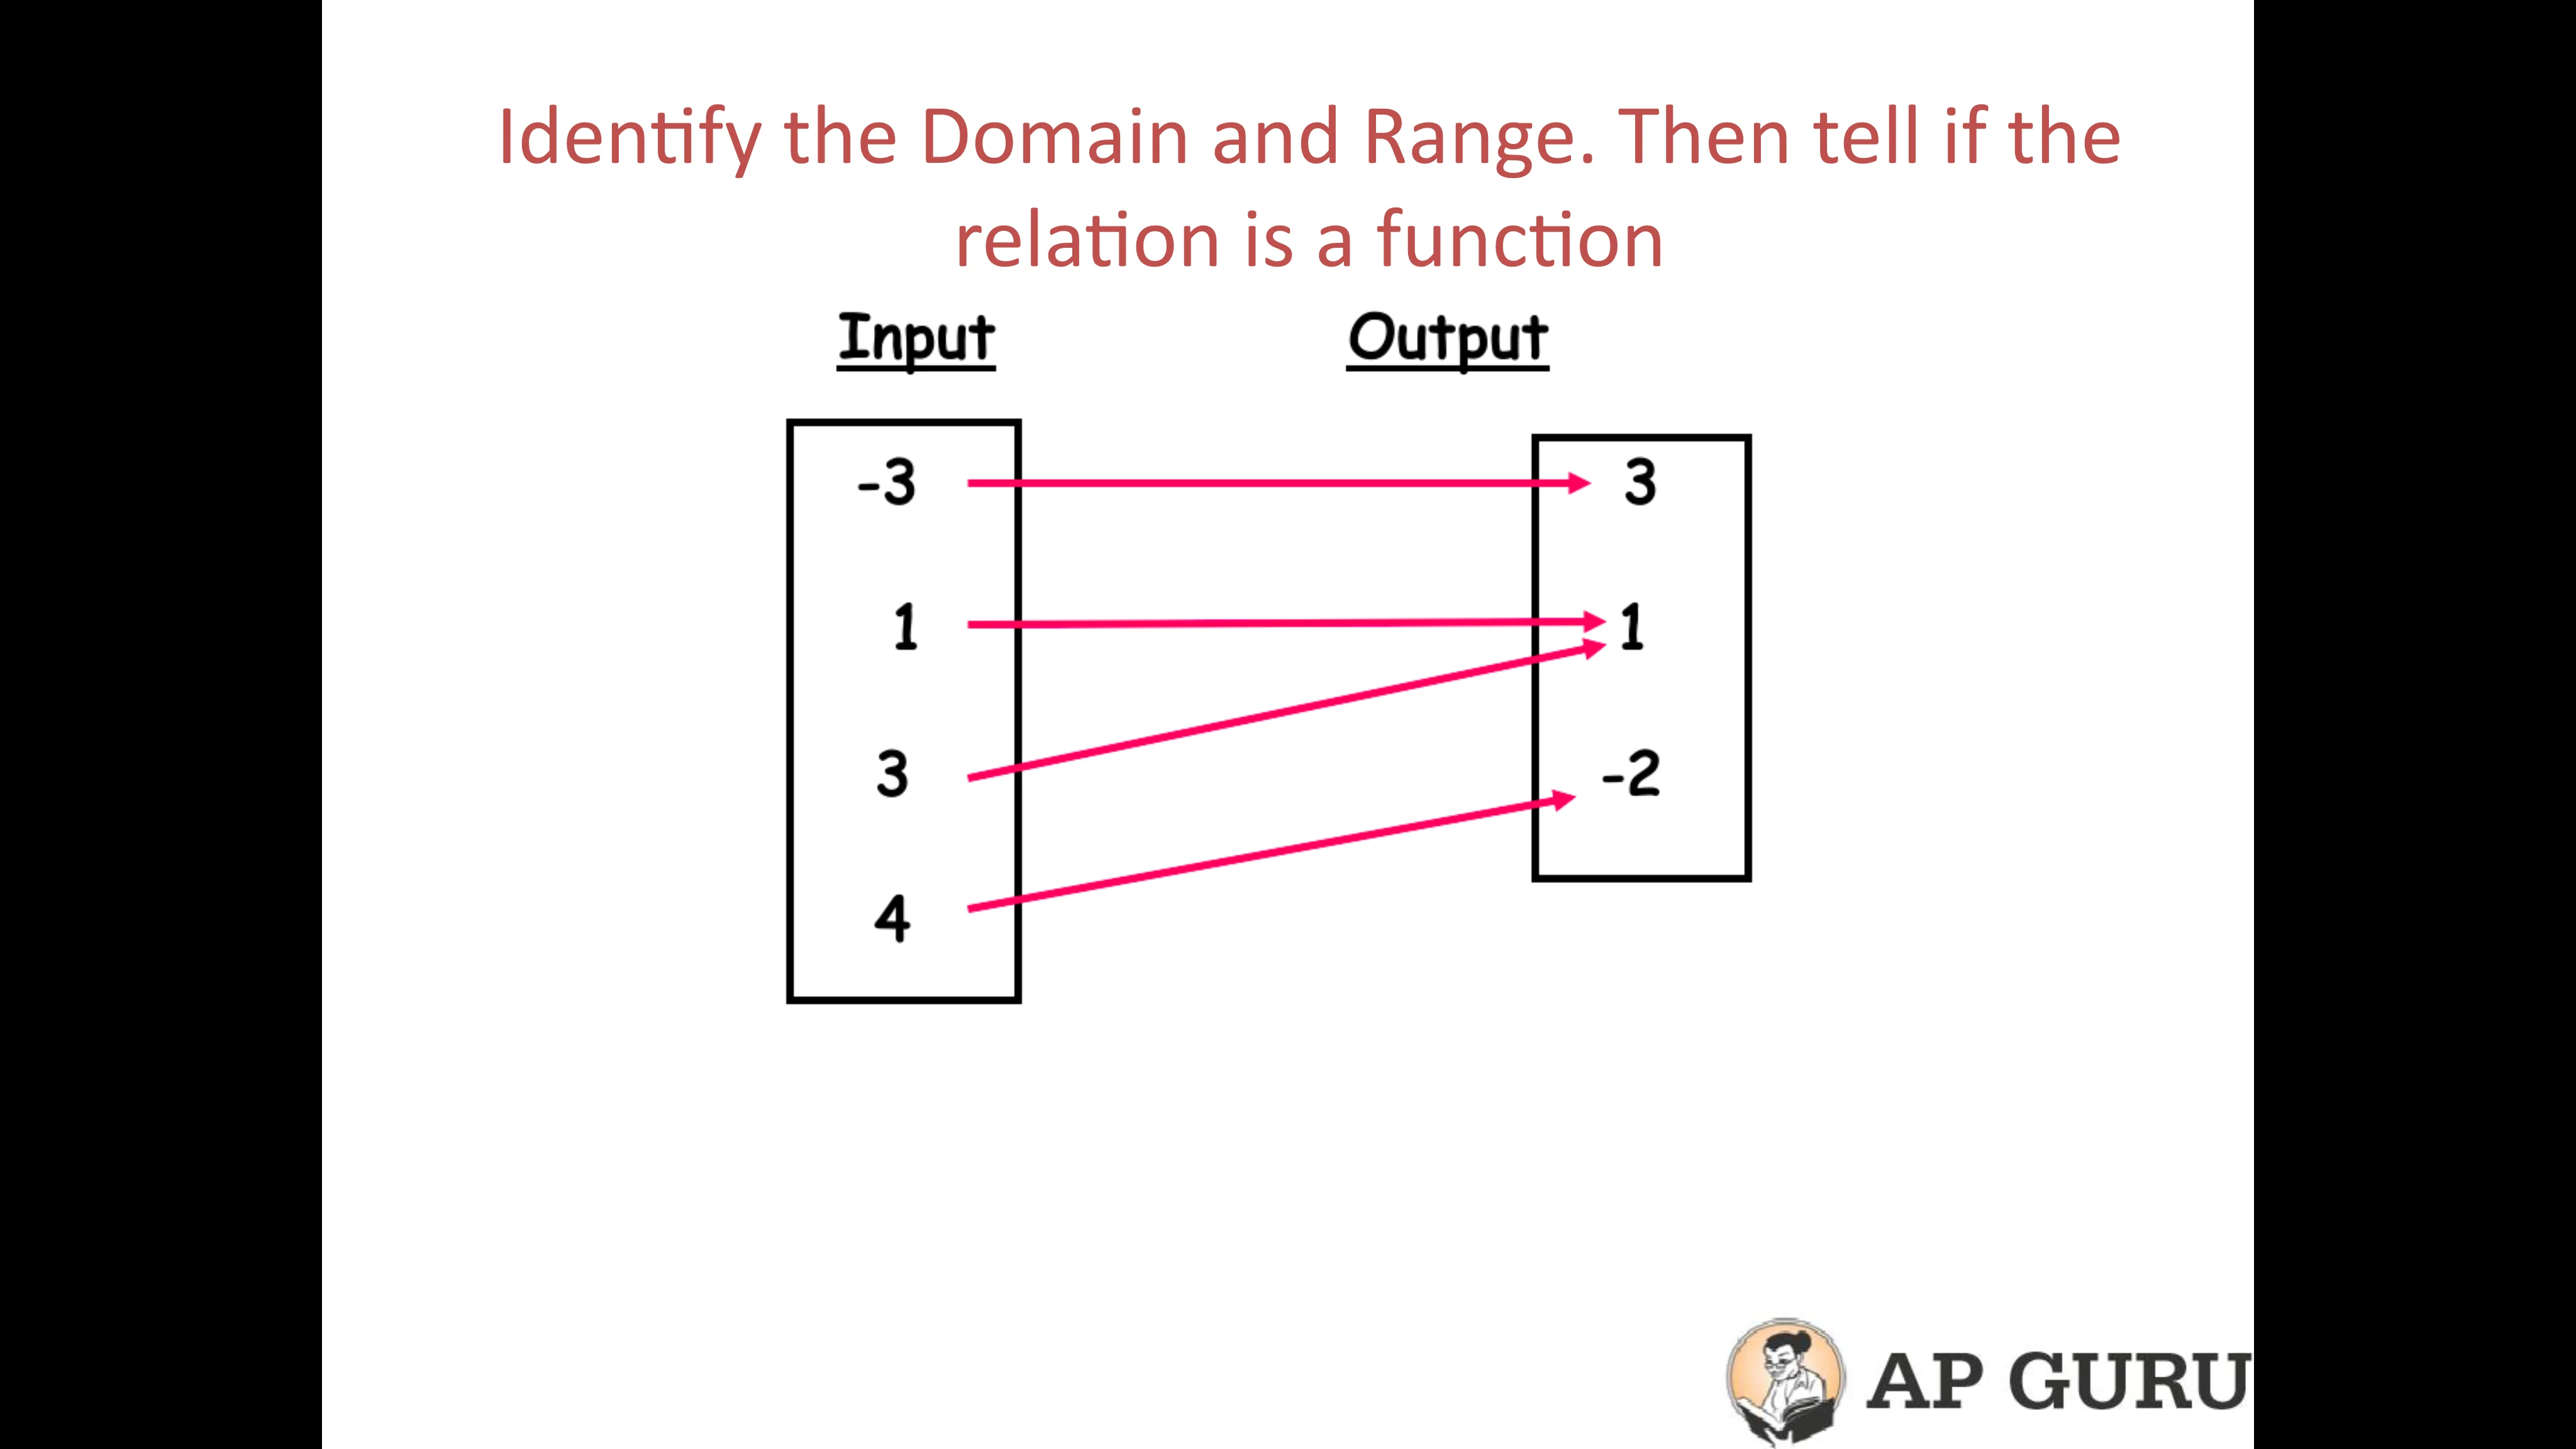 Identify the Domain and Range. Then tell if the
relation is a function
Input Output
-3 3
1 1
3 -2
4
AP GURU